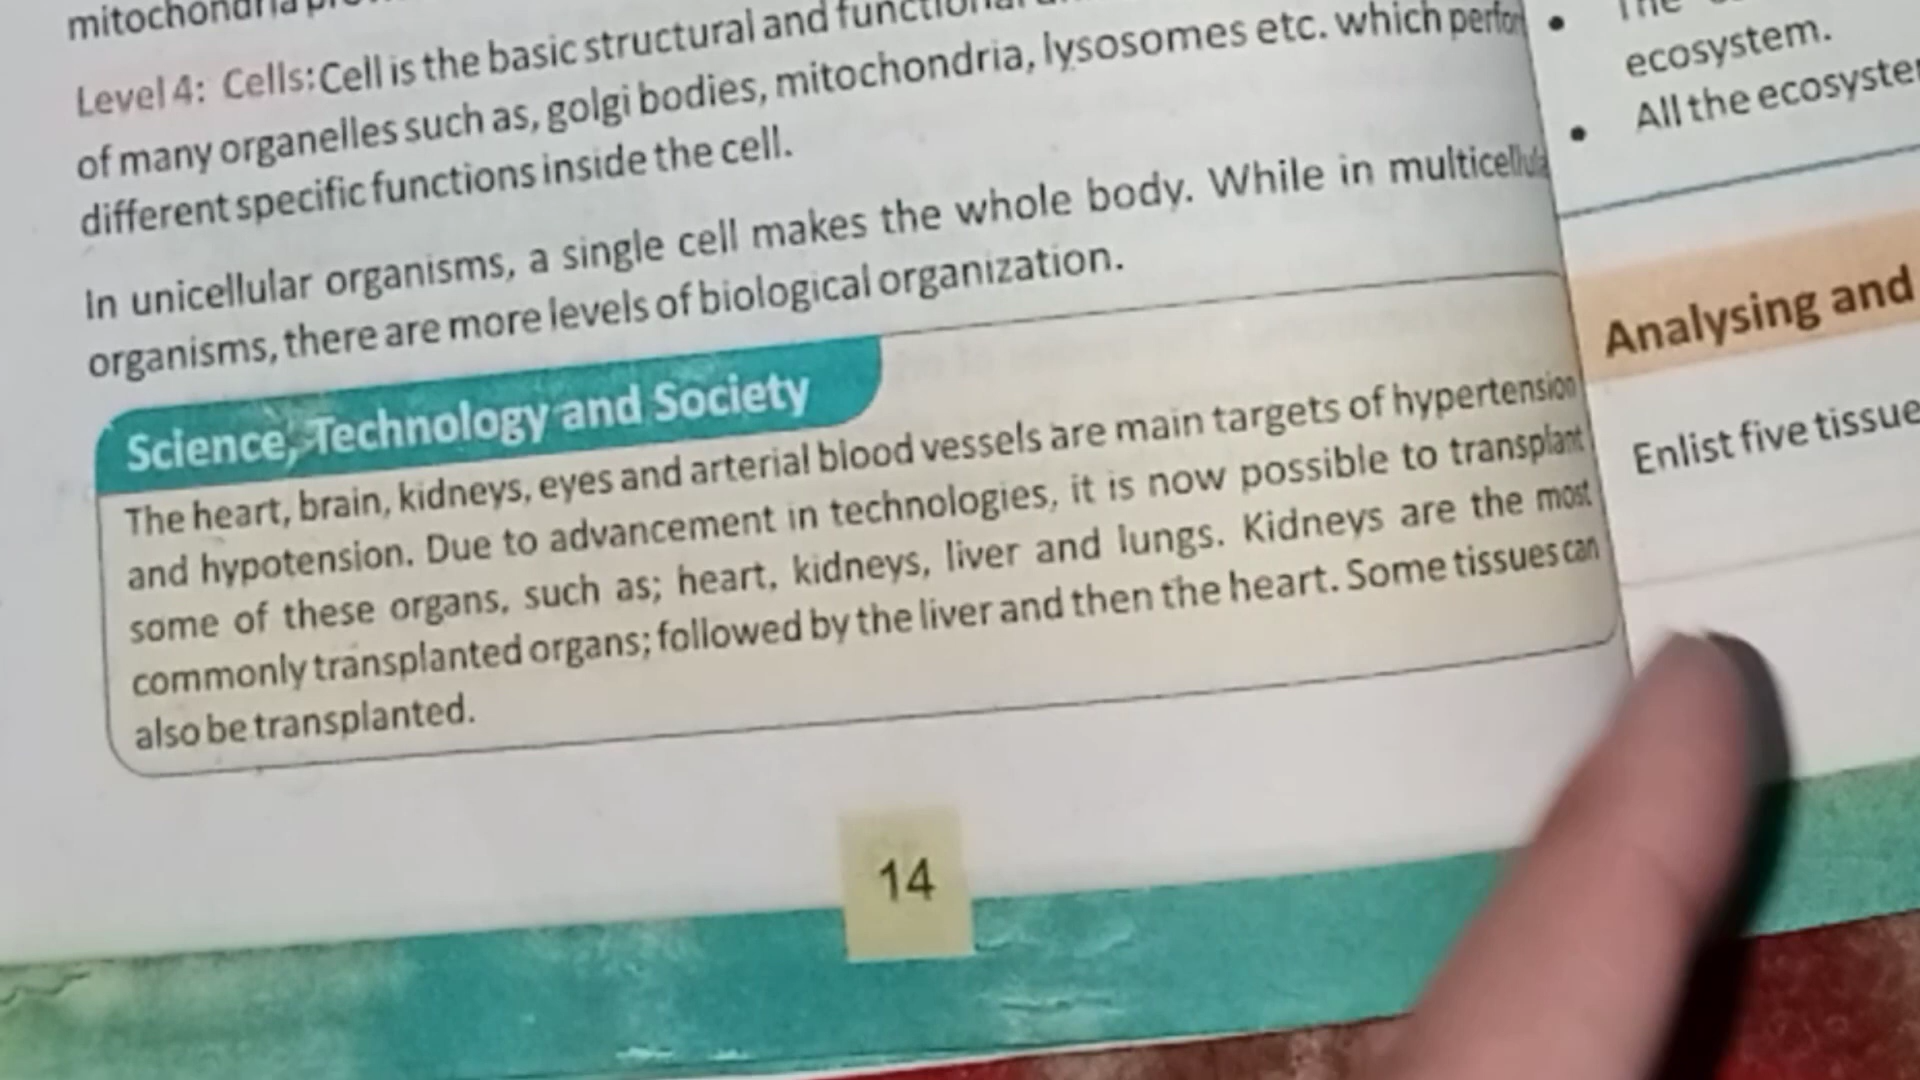 mitochondria
Level 4: Cells: Cell is the basic structural and functional
of many organelles such as, golgi bodies, mitochondria, lysosomes etc. which
different specific functions inside the cell.
In unicellular organisms, a single cell makes the whole body. While in
organisms, there are more levels of biological organization.
Science, Technology and Society
The heart, brain, kidneys, eyes and arterial blood vessels are main targets of hypertension
and hypotension. Due to advancement in technologies, it is now possible to transplant
some of these organs, such as; heart, kidneys, liver and lungs. Kidneys are the most
commonly transplanted organs; followed by the liver and then the heart. Some tissues can
also be transplanted.
14
• The
ecosystem.
• All the
Analysing and
Enlist five